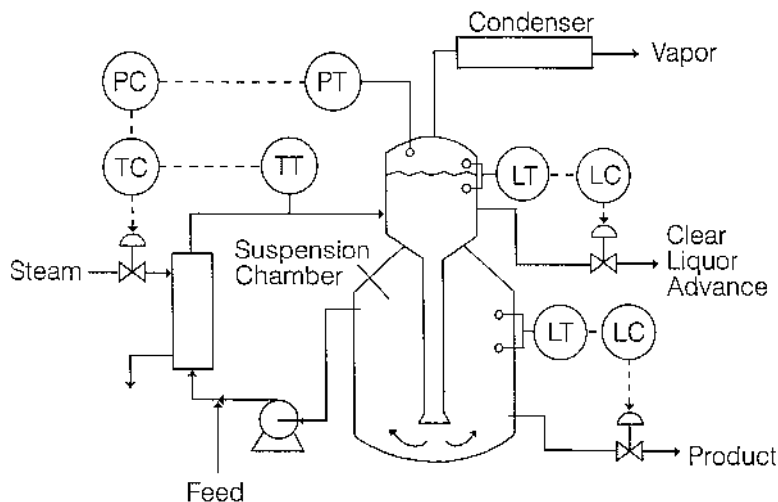 Condenser
Vapor
PC
PT
TC
TT
LT
LC
Steam
Suspension
Chamber
Clear
Liquor
Advance
LT
LC
Product
Feed